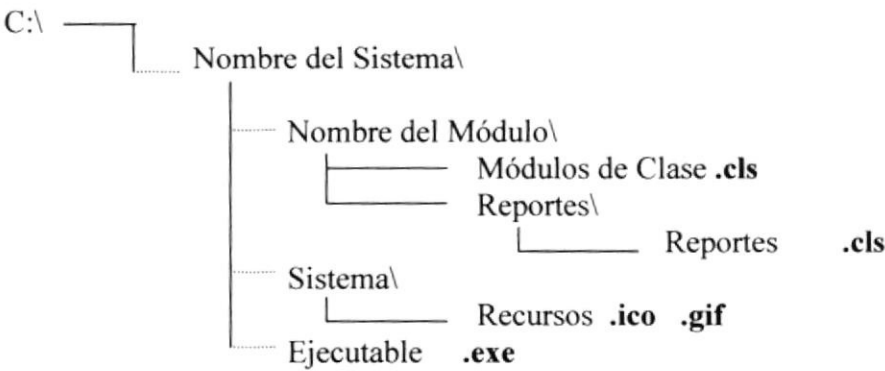 C:\
Nombre del Sistema\
Nombre del Módulo\
Módulos de Clase .cls
Reportes\
Reportes .cls
Sistema\
Recursos .ico .gif
Ejecutable .exe